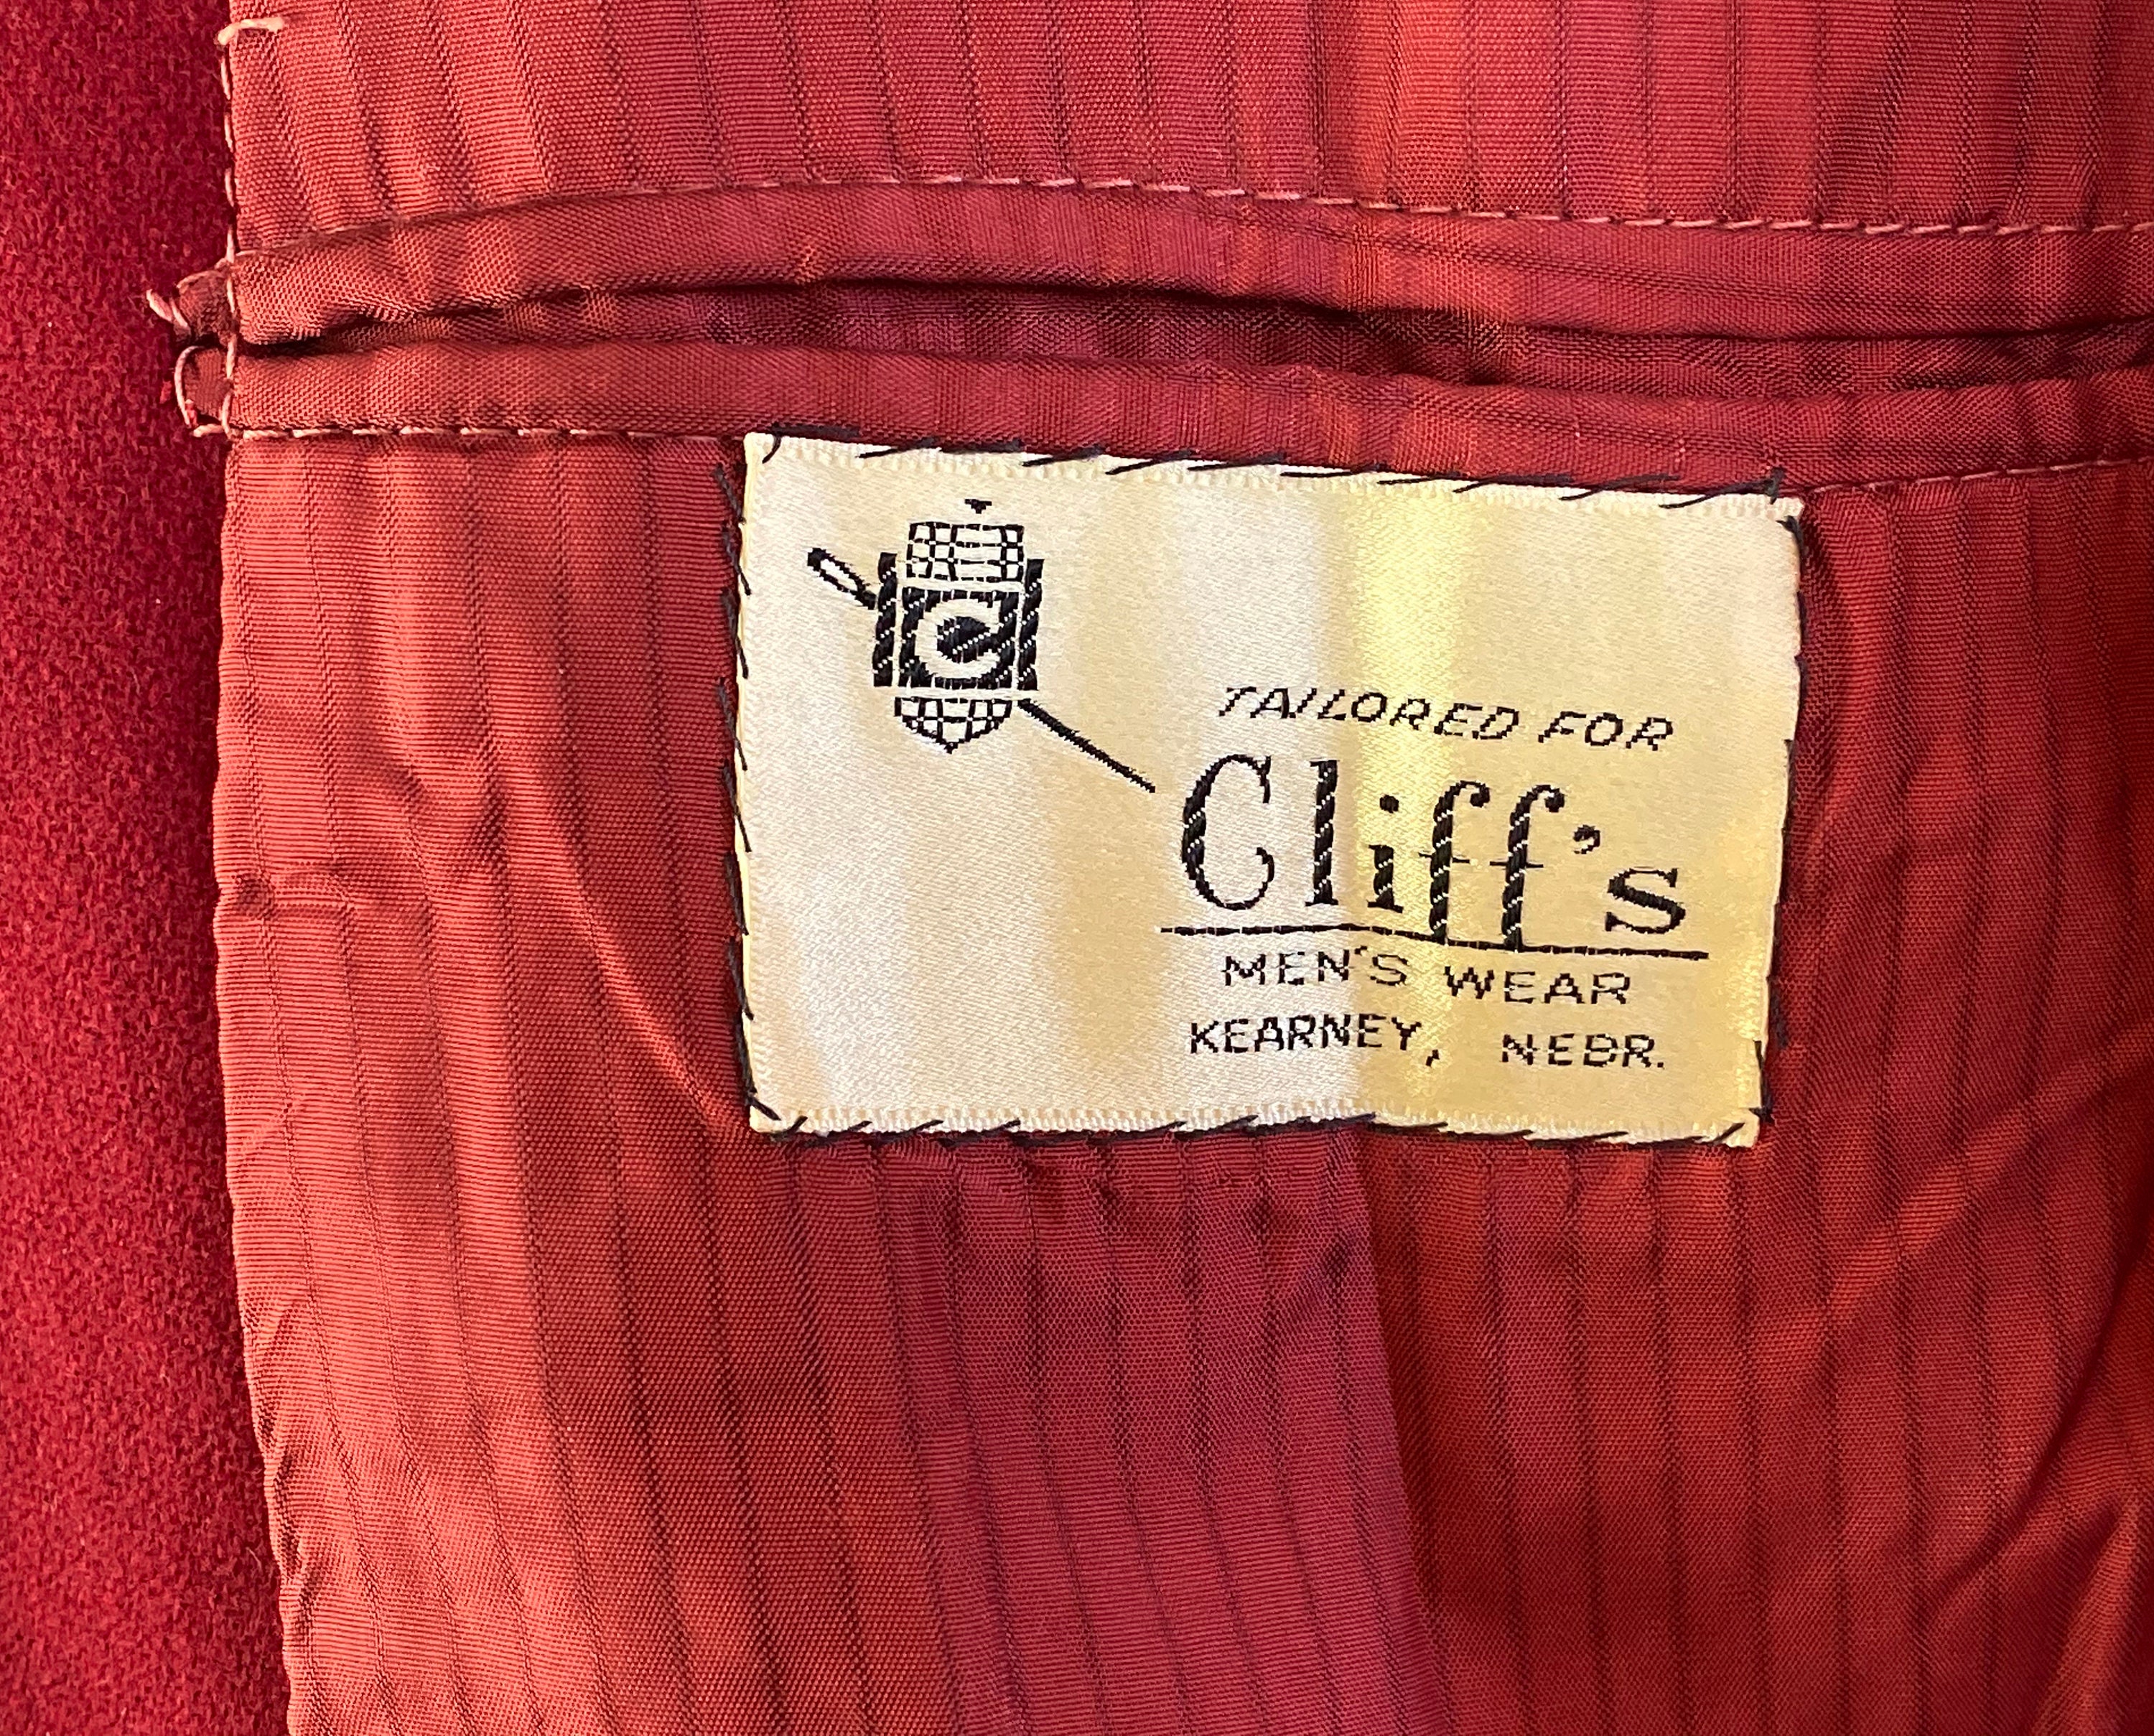 TAILORED FOR
Cliff's
MEN'S WEAR
KEARNEY, NEBR.